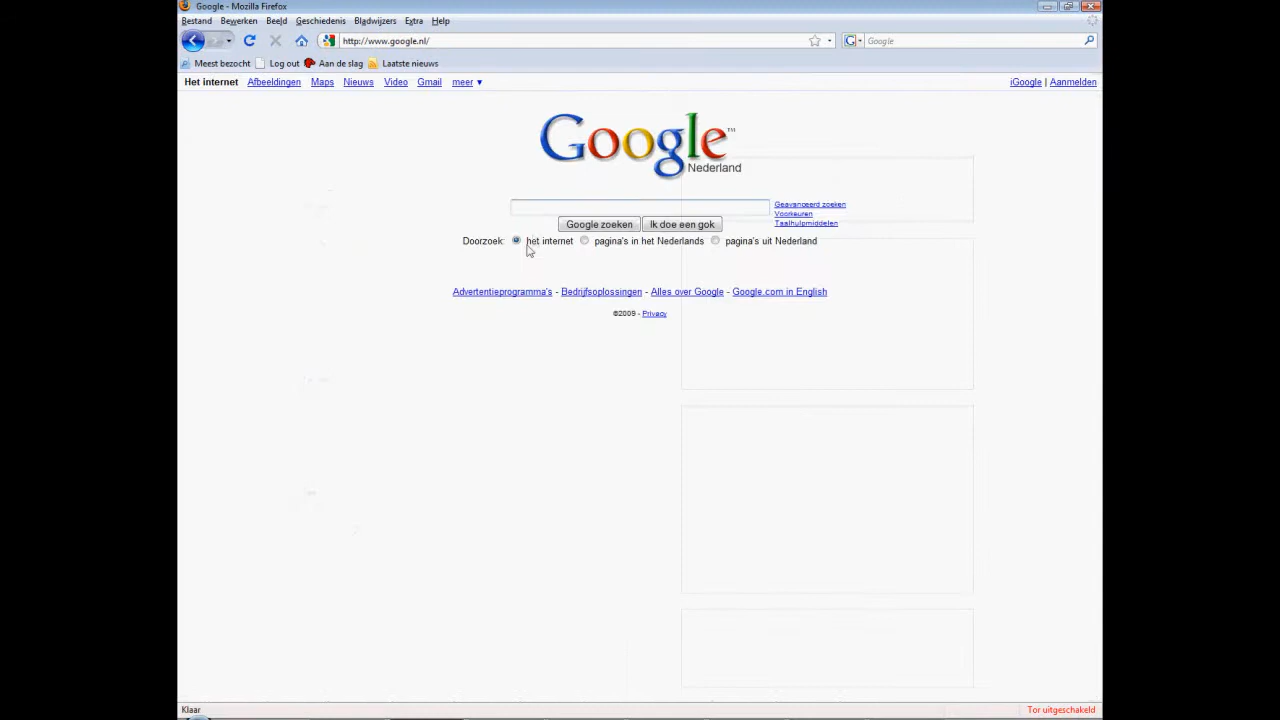 Google - Mozilla Firefox
Bestand Bewerken Beeld Geschiedenis Bladwijzers Extra Help
http://www.google.nl/ Google
Meest bezocht Log out Aan de slag Laatste nieuws
Het internet Afbeeldingen Maps Nieuws Video Gmail meer ▼ iGoogle | Aanmelden
Google™
Nederland
Geavanceerd zoeken
Voorkeuren
Taalhulpmiddelen
Google zoeken Ik doe een gok
Doorzoek: het internet pagina's in het Nederlands pagina's uit Nederland
Advertentieprogramma's - Bedrijfsoplossingen - Alles over Google - Google.com in English
©2009 - Privacy
Klaar Tor uitgeschakeld